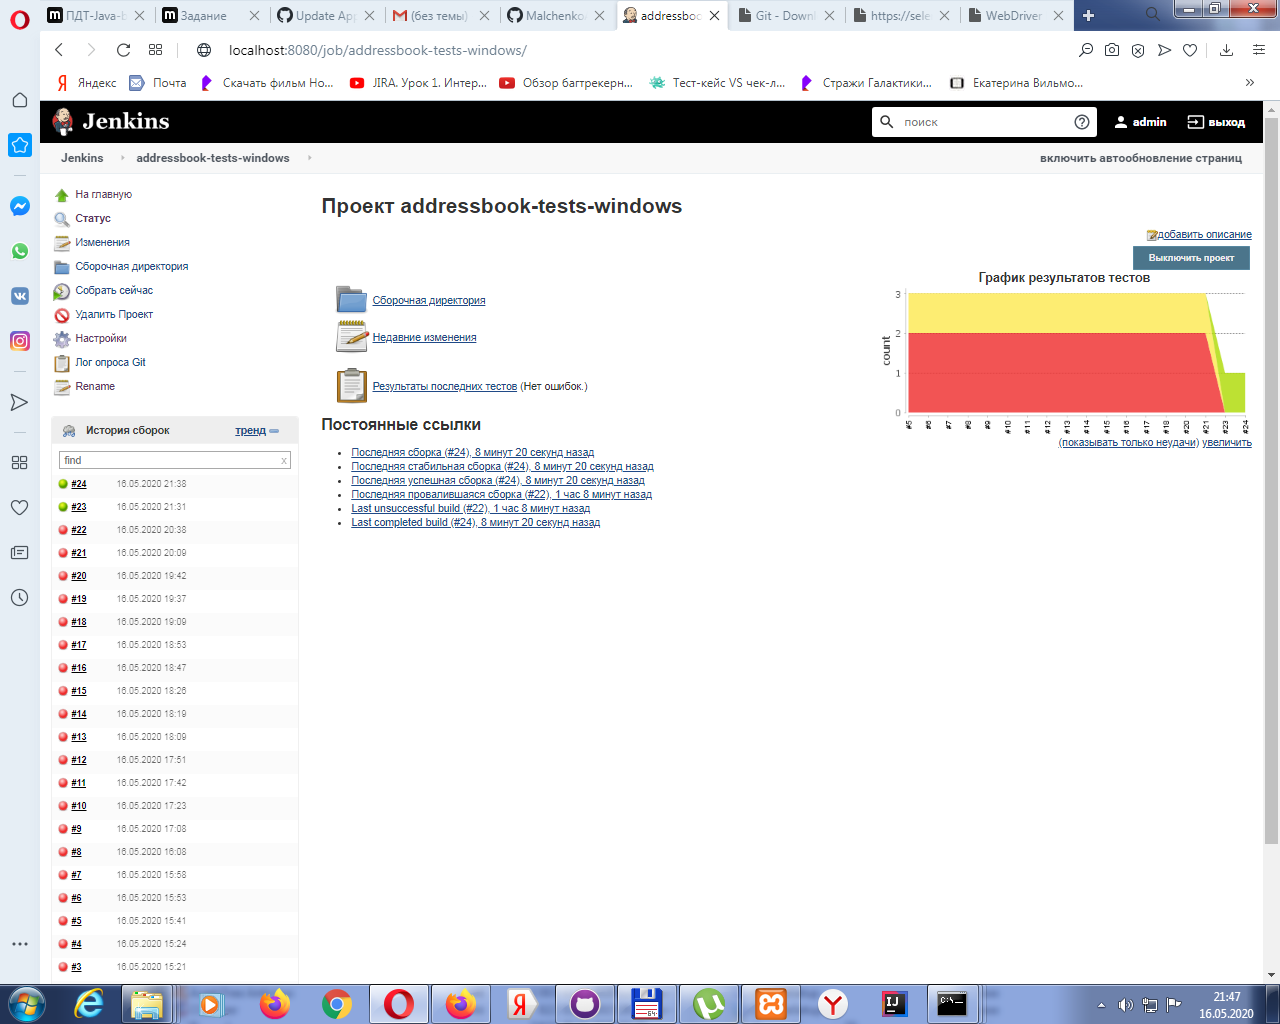 ПДТ-Java-b
Задание
Update App
(без темы)
Malchenko
addressboo
Git - Downl
https://sele
WebDriver
localhost:8080/job/addressbook-tests-windows/
Яндекс
Почта
Скачать фильм Но...
JIRA. Урок 1. Интер...
Обзор багтрекерн...
Тест-кейс VS чек-л...
Стражи Галактики...
Екатерина Вильмо...
»
Jenkins
поиск
admin
выход
Jenkins
addressbook-tests-windows
включить автообновление страниц
На главную
Статус
Изменения
Сборочная директория
Собрать сейчас
Удалить Проект
Настройки
Лог опроса Git
Rename
История сборок
тренд
find
x
#24 16.05.2020 21:38
#23 16.05.2020 21:31
#22 16.05.2020 20:38
#21 16.05.2020 20:09
#20 16.05.2020 19:42
#19 16.05.2020 19:37
#18 16.05.2020 19:09
#17 16.05.2020 18:53
#16 16.05.2020 18:47
#15 16.05.2020 18:26
#14 16.05.2020 18:19
#13 16.05.2020 18:09
#12 16.05.2020 17:51
#11 16.05.2020 17:42
#10 16.05.2020 17:23
#9 16.05.2020 17:08
#8 16.05.2020 16:08
#7 16.05.2020 15:58
#6 16.05.2020 15:53
#5 16.05.2020 15:41
#4 16.05.2020 15:24
#3 16.05.2020 15:21
Проект addressbook-tests-windows
добавить описание
Выключить проект
Сборочная директория
Недавние изменения
Результаты последних тестов (Нет ошибок.)
Постоянные ссылки
Последняя сборка (#24), 8 минут 20 секунд назад
Последняя стабильная сборка (#24), 8 минут 20 секунд назад
Последняя успешная сборка (#24), 8 минут 20 секунд назад
Последняя провалившаяся сборка (#22), 1 час 8 минут назад
Last unsuccessful build (#22), 1 час 8 минут назад
Last completed build (#24), 8 минут 20 секунд назад
График результатов тестов
count
3
2
1
0
#5 #6 #7 #8 #9 #10 #11 #12 #13 #14 #15 #16 #17 #18 #20 #21 #23 #24
(показывать только неудачи) увеличить
21:47
16.05.2020